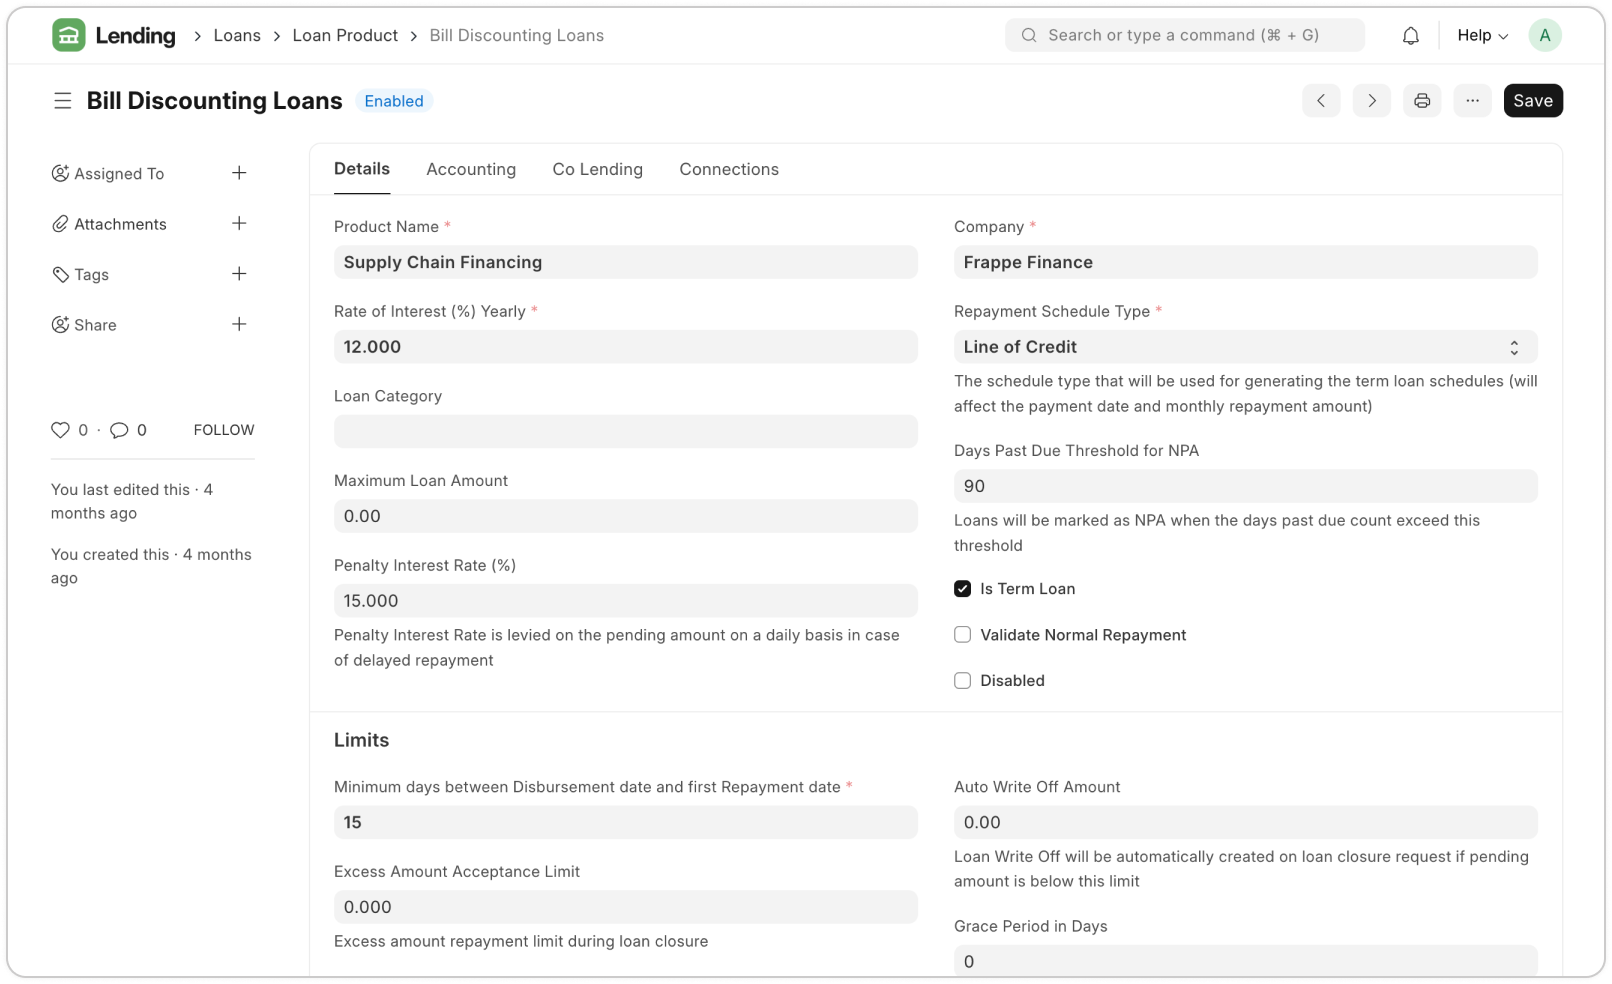 Lending > Loans > Loan Product > Bill Discounting Loans
Search or type a command (⌘ + G)
Help
A
Bill Discounting Loans
Enabled
···
Save
Assigned To +
Attachments +
Tags +
Share +
0 · 0 FOLLOW
You last edited this · 4
months ago
You created this · 4 months
ago
Details Accounting Co Lending Connections
Product Name *
Supply Chain Financing
Rate of Interest (%) Yearly *
12.000
Loan Category
Maximum Loan Amount
0.00
Penalty Interest Rate (%)
15.000
Penalty Interest Rate is levied on the pending amount on a daily basis in case
of delayed repayment
Company *
Frappe Finance
Repayment Schedule Type *
Line of Credit
The schedule type that will be used for generating the term loan schedules (will
affect the payment date and monthly repayment amount)
Days Past Due Threshold for NPA
90
Loans will be marked as NPA when the days past due count exceed this
threshold
Is Term Loan
Validate Normal Repayment
Disabled
Limits
Minimum days between Disbursement date and first Repayment date *
15
Excess Amount Acceptance Limit
0.000
Excess amount repayment limit during loan closure
Auto Write Off Amount
0.00
Loan Write Off will be automatically created on loan closure request if pending
amount is below this limit
Grace Period in Days
0